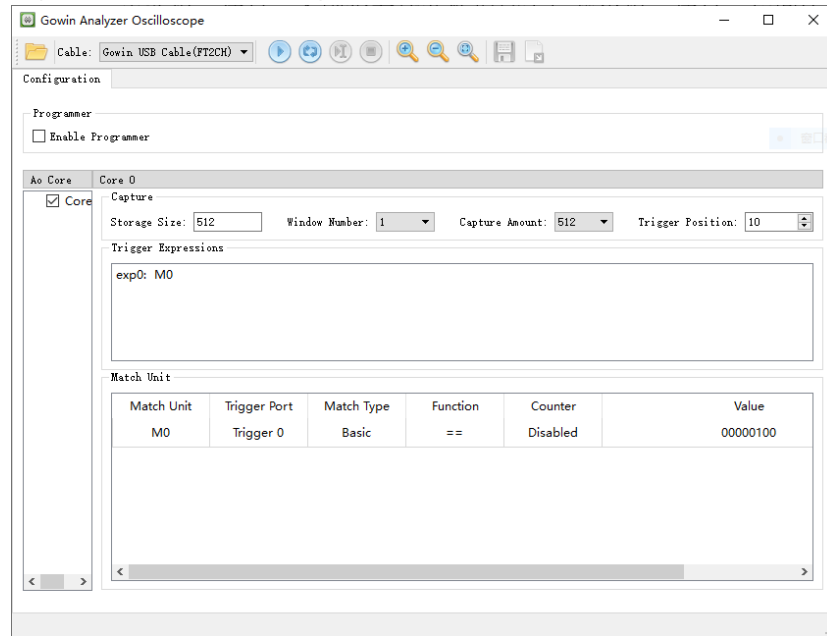 Gowin Analyzer Oscilloscope
Cable: Gowin USB Cable(FT2CH)
Configuration
Programmer
Enable Programmer
Ao Core Core 0
Core
Capture
Storage Size: 512 Window Number: 1 Capture Amount: 512 Trigger Position: 10
Trigger Expressions
exp0: M0
Match Unit
Match Unit Trigger Port Match Type Function Counter Value
M0 Trigger 0 Basic == Disabled 00000100